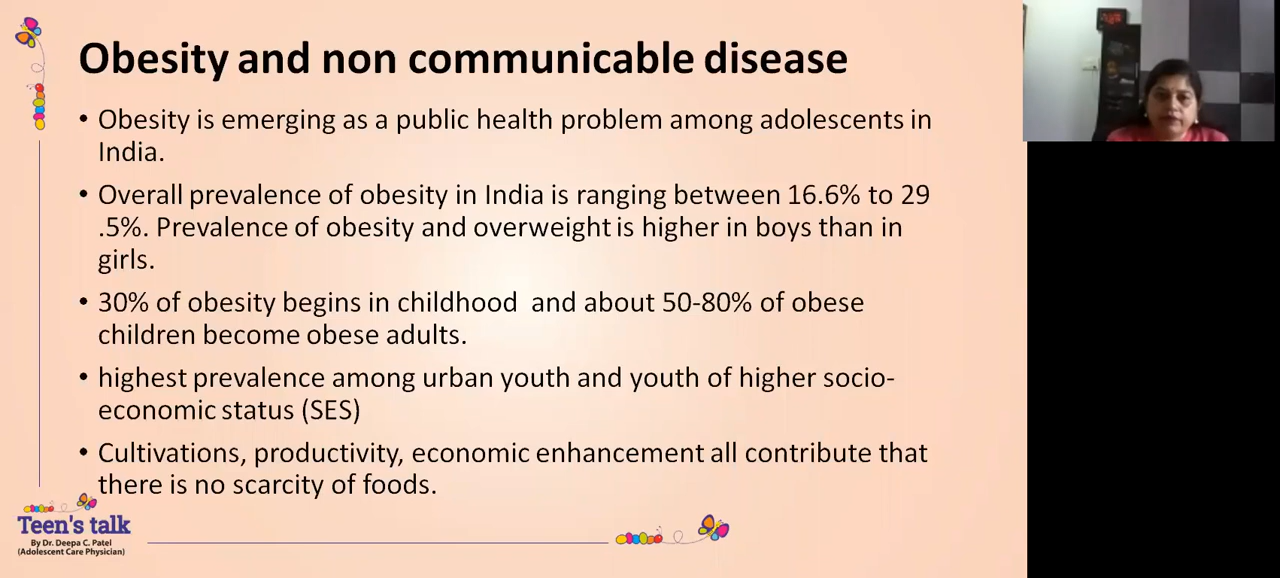 Obesity and non communicable disease
• Obesity is emerging as a public health problem among adolescents in
India.
• Overall prevalence of obesity in India is ranging between 16.6% to 29
.5%. Prevalence of obesity and overweight is higher in boys than in
girls.
• 30% of obesity begins in childhood  and about 50-80% of obese
children become obese adults.
• highest prevalence among urban youth and youth of higher socio-
economic status (SES)
• Cultivations, productivity, economic enhancement all contribute that
there is no scarcity of foods.
Teen's talk
By Dr. Deepa C. Patel
(Adolescent Care Physician)